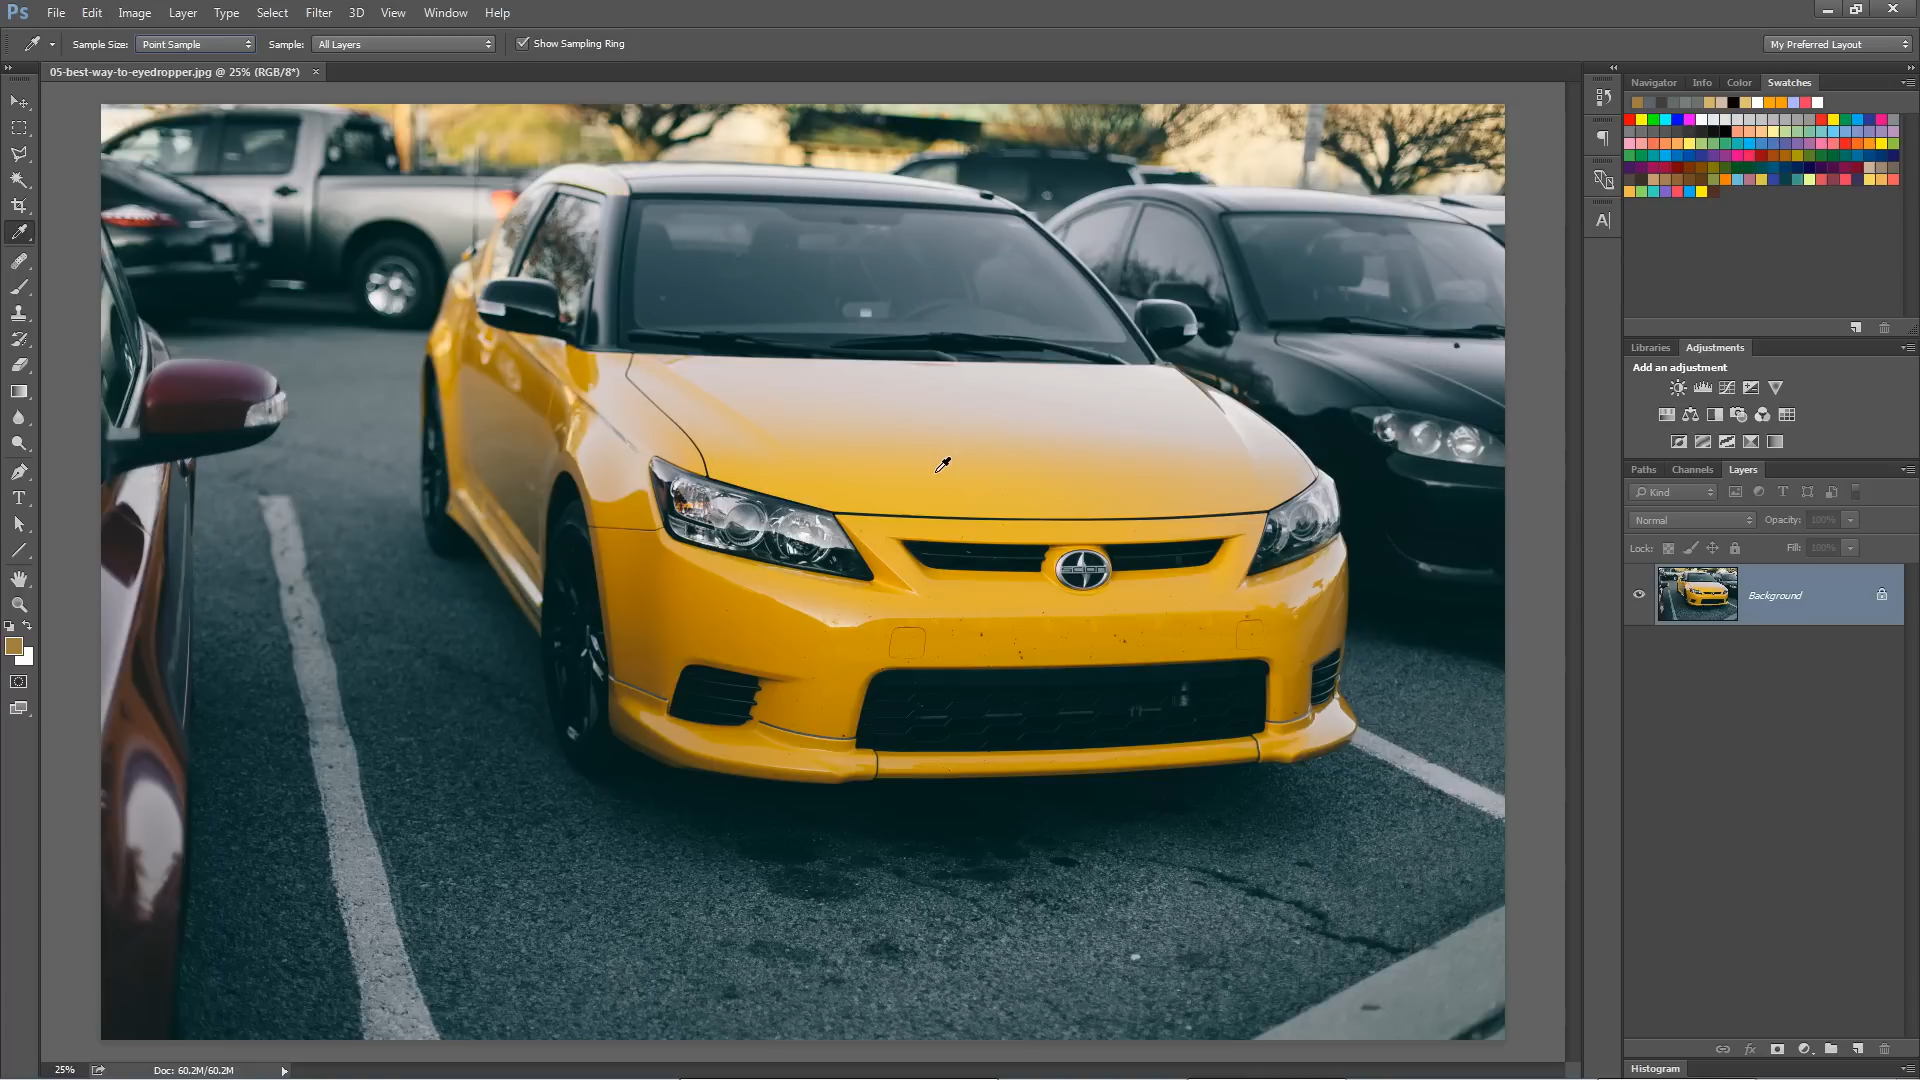 Ps File Edit Image Layer Type Select Filter 3D View Window Help
Sample Size: Point Sample Sample: All Layers Show Sampling Ring My Preferred Layout
05-best-way-to-eyedropper.jpg @ 25% (RGB/8*) ×
Navigator Info Color Swatches
Libraries Adjustments
Add an adjustment
Paths Channels Layers
Kind
Normal Opacity: 100%
Lock: Fill: 100%
Background
SCION
25% Doc: 60.2M/60.2M
Histogram